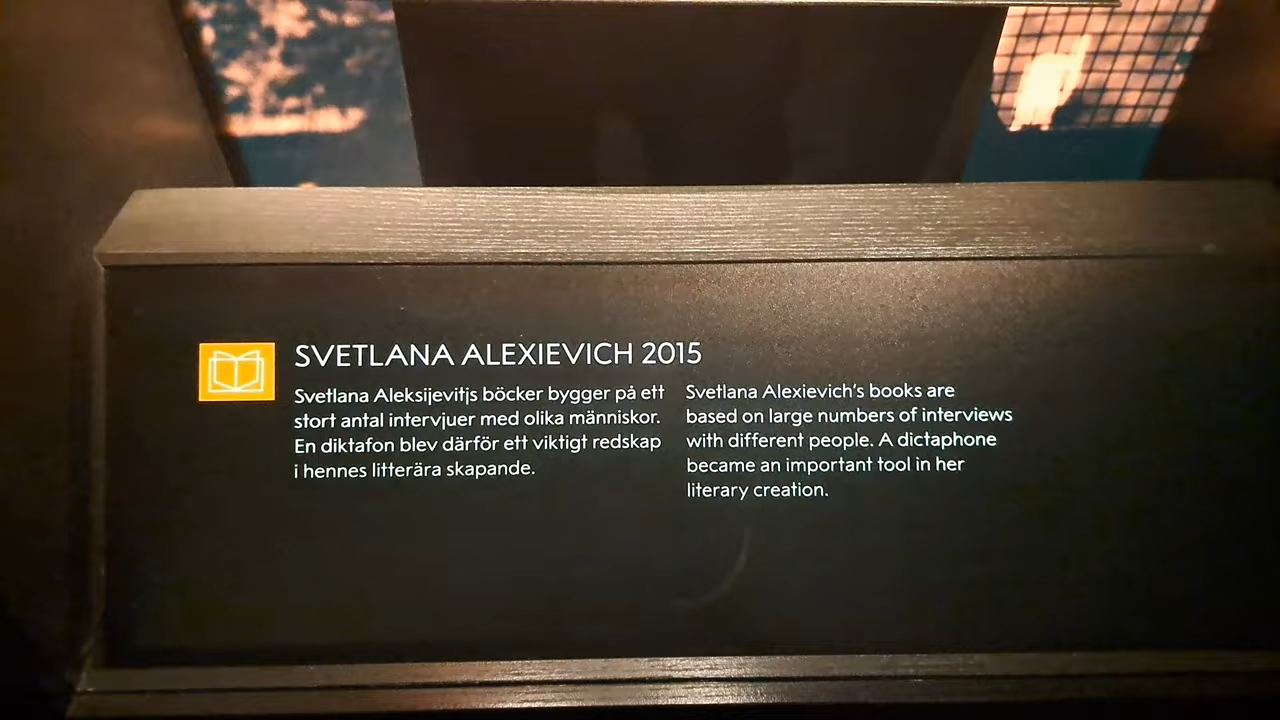 SVETLANA ALEXIEVICH 2015
Svetlana Aleksijevitjs böcker bygger på ett
stort antal intervjuer med olika människor.
En diktafon blev därför ett viktigt redskap
i hennes litterära skapande.
Svetlana Alexievich's books are
based on large numbers of interviews
with different people. A dictaphone
became an important tool in her
literary creation.